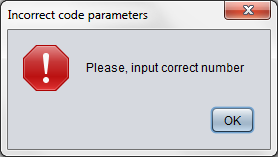 Incorrect code parameters
Please, input correct number
OK